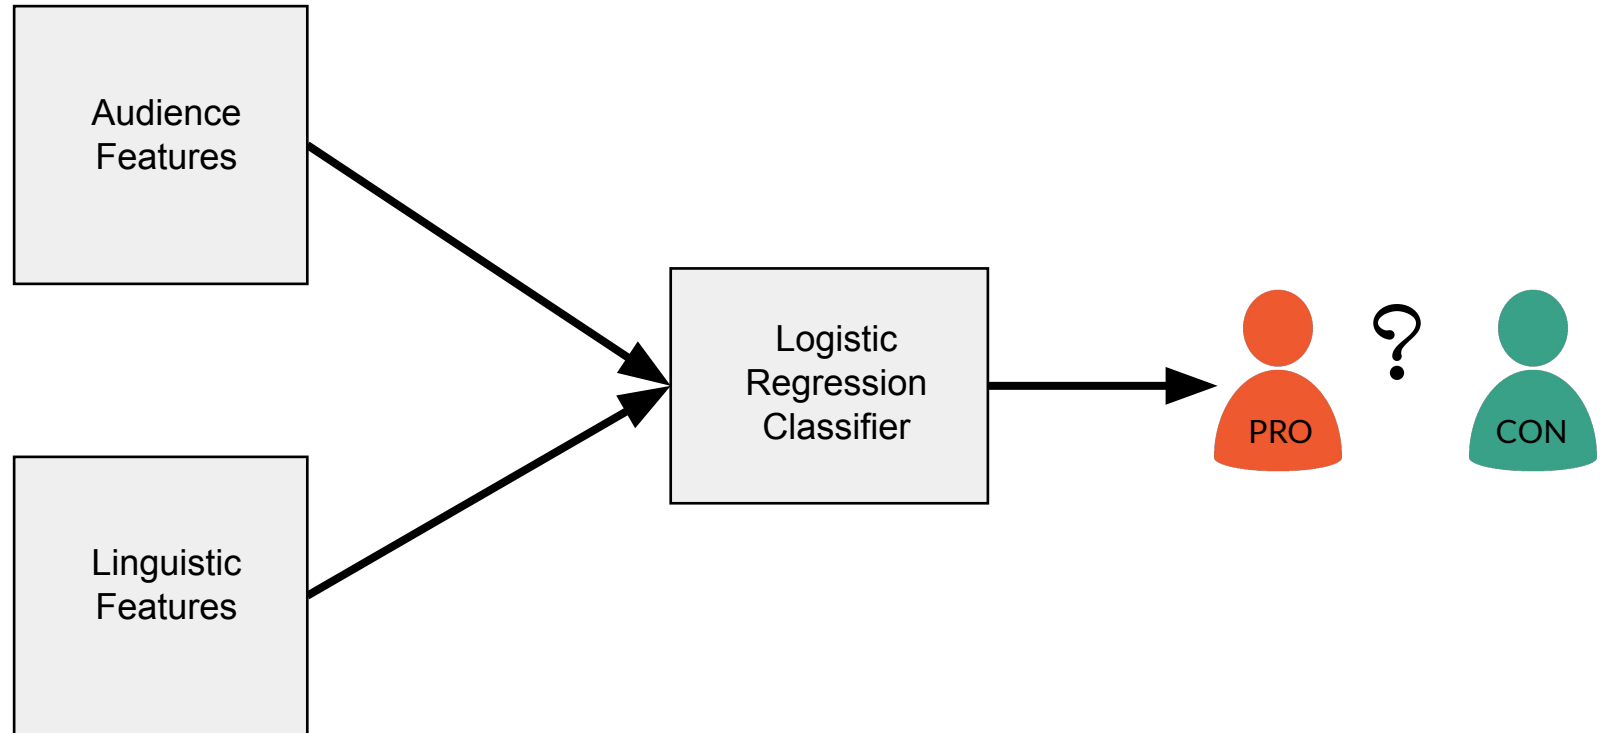 Audience
Features
Linguistic
Features
Logistic
Regression
Classifier
PRO
?
CON